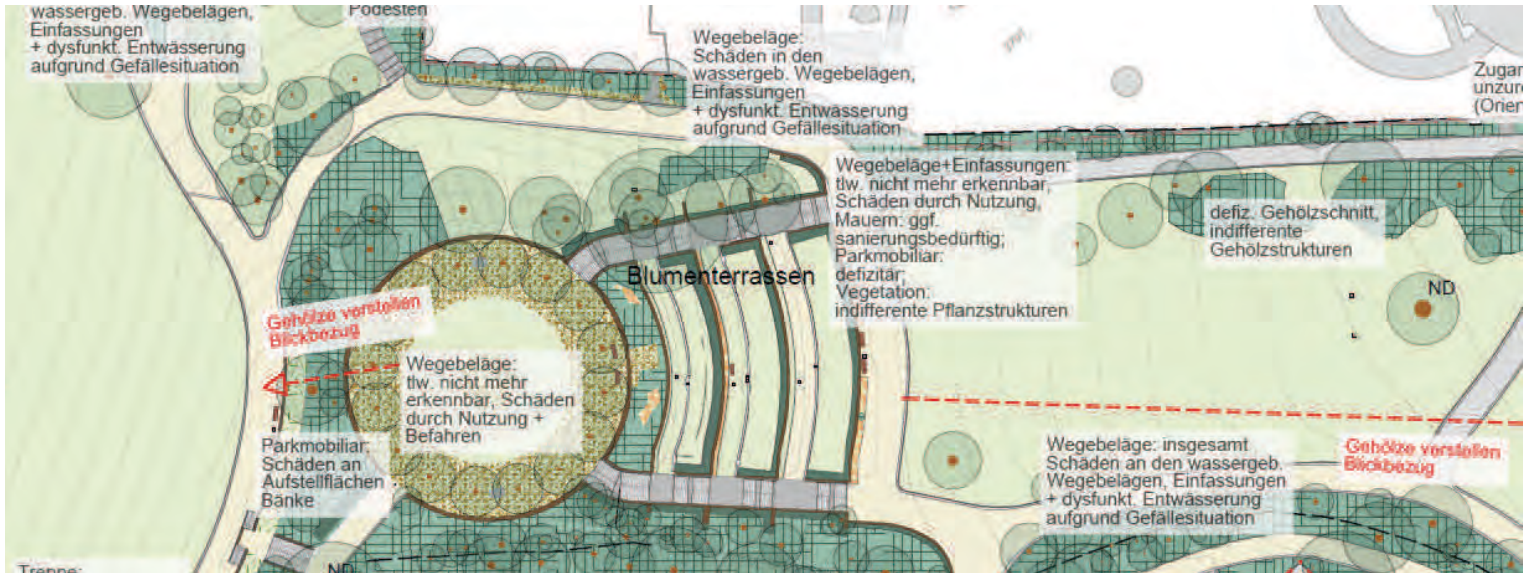 wassergeb. Wegebelägen,
Einfassungen
+ dysfunkt. Entwässerung
aufgrund Gefällesituation
Podesten
Wegebeläge:
Schäden in den
wassergeb. Wegebelägen,
Einfassungen
+ dysfunkt. Entwässerung
aufgrund Gefällesituation
Wegebeläge+Einfassungen:
tlw. nicht mehr erkennbar,
Schäden durch Nutzung,
Mauern: ggf.
sanierungsbedürftig;
Parkmobiliar:
defizitär;
Vegetation:
indifferente Pflanzstrukturen
defiz. Gehölzschnitt,
indifferente
Gehölzstrukturen
ND
Blumenterrassen
Gehölze verstellen
Blickbezug
Wegebeläge:
tlw. nicht mehr
erkennbar, Schäden
durch Nutzung +
Befahren
Parkmobiliar:
Schäden an
Aufstellflächen
Bänke
Wegebeläge: insgesamt
Schäden an den wassergeb.
Wegebelägen, Einfassungen
+ dysfunkt. Entwässerung
aufgrund Gefällesituation
Gehölze verstellen
Blickbezug
ND
Treppe: